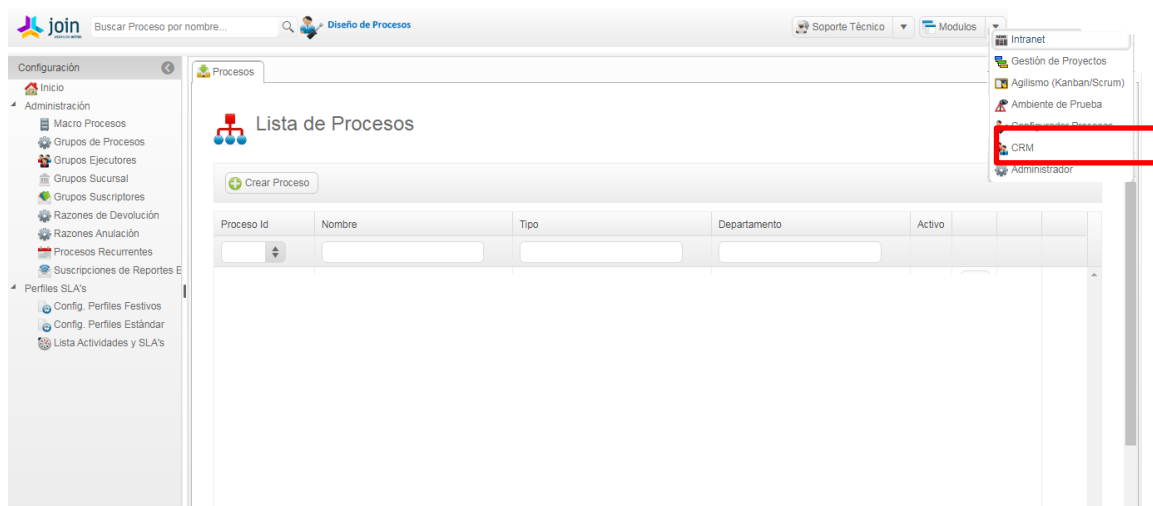 join
Buscar Proceso por nombre...
Diseño de Procesos
Soporte Técnico
Modulos
Intranet
Gestión de Proyectos
Agilismo (Kanban/Scrum)
Ambiente de Prueba
Configurador Procesos
CRM
Administrador
Configuración
Inicio
Administración
Macro Procesos
Grupos de Procesos
Grupos Ejecutores
Grupos Sucursal
Grupos Suscriptores
Razones de Devolución
Razones Anulación
Procesos Recurrentes
Suscripciones de Reportes E
Perfiles SLA's
Config. Perfiles Festivos
Config. Perfiles Estándar
Lista Actividades y SLA's
Procesos
Lista de Procesos
Crear Proceso
Proceso Id Nombre Tipo Departamento Activo